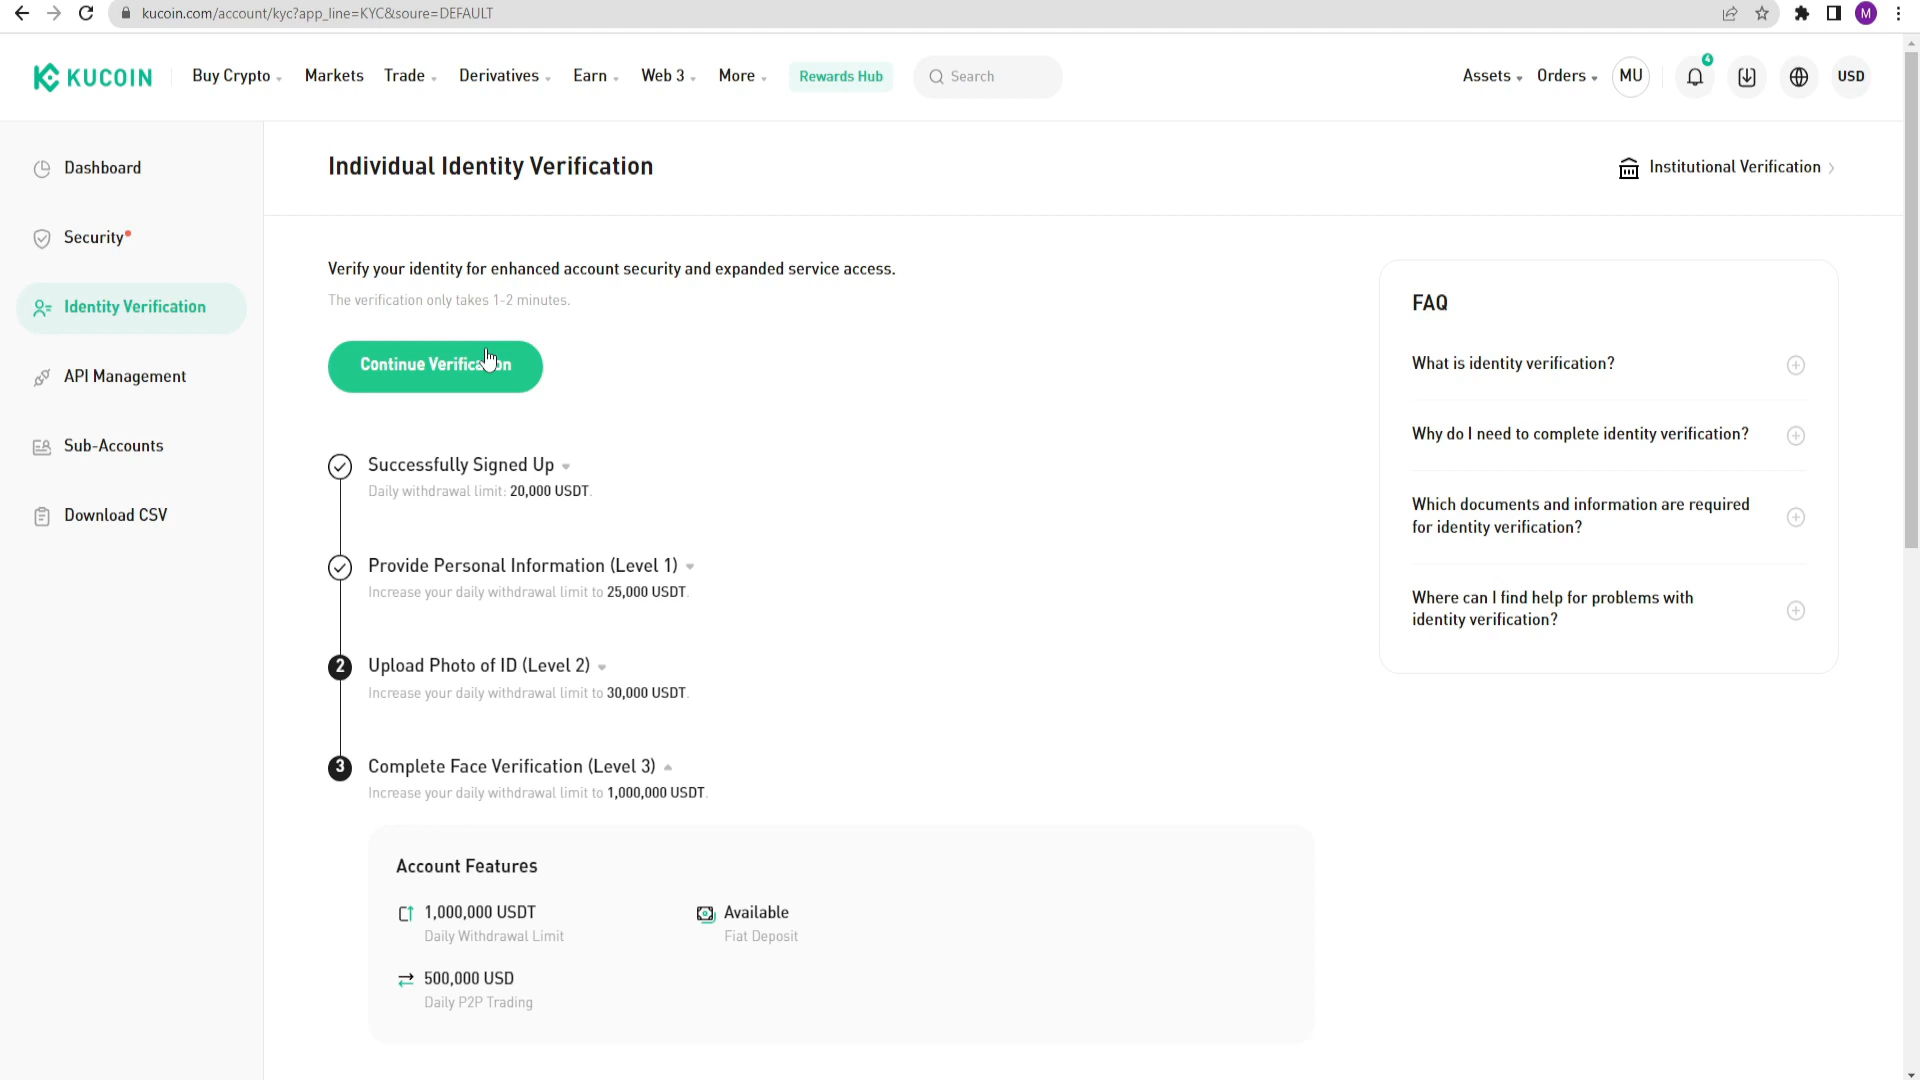 kucoin.com/account/kyc?app_line=KYC&soure=DEFAULT
M
KUCOIN
Buy Crypto
Markets
Trade
Derivatives
Earn
Web 3
More
Rewards Hub
Search
Assets
Orders
MU
4
USD
Dashboard
Security
Identity Verification
API Management
Sub-Accounts
Download CSV
Individual Identity Verification
Institutional Verification
Verify your identity for enhanced account security and expanded service access.
The verification only takes 1-2 minutes.
Continue Verification
Successfully Signed Up
Daily withdrawal limit: 20,000 USDT.
Provide Personal Information (Level 1)
Increase your daily withdrawal limit to 25,000 USDT.
2 Upload Photo of ID (Level 2)
Increase your daily withdrawal limit to 30,000 USDT.
3 Complete Face Verification (Level 3)
Increase your daily withdrawal limit to 1,000,000 USDT.
Account Features
1,000,000 USDT
Daily Withdrawal Limit
Available
Fiat Deposit
500,000 USD
Daily P2P Trading
FAQ
What is identity verification?
Why do I need to complete identity verification?
Which documents and information are required
for identity verification?
Where can I find help for problems with
identity verification?